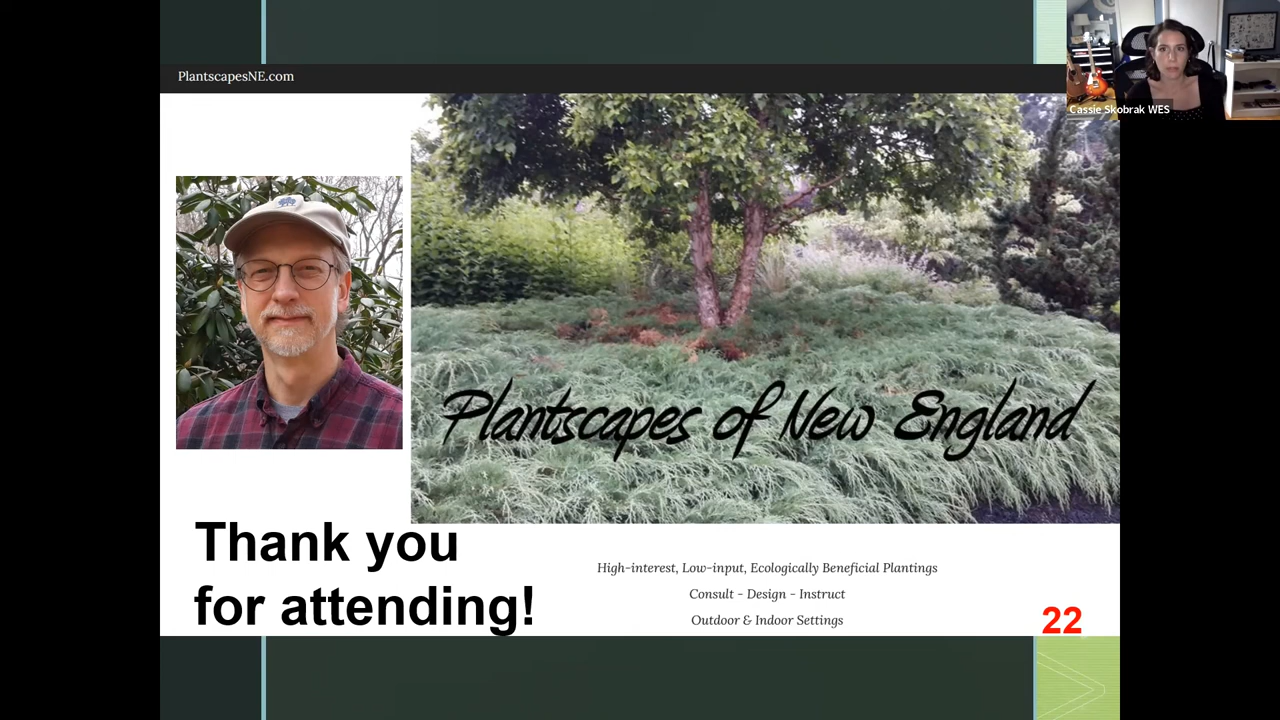 PlantscapesNE.com
Cassie Skobrak WES
Plantscapes of New England
Thank you
for attending!
High-interest, Low-input, Ecologically Beneficial Plantings
Consult - Design - Instruct
Outdoor & Indoor Settings
22